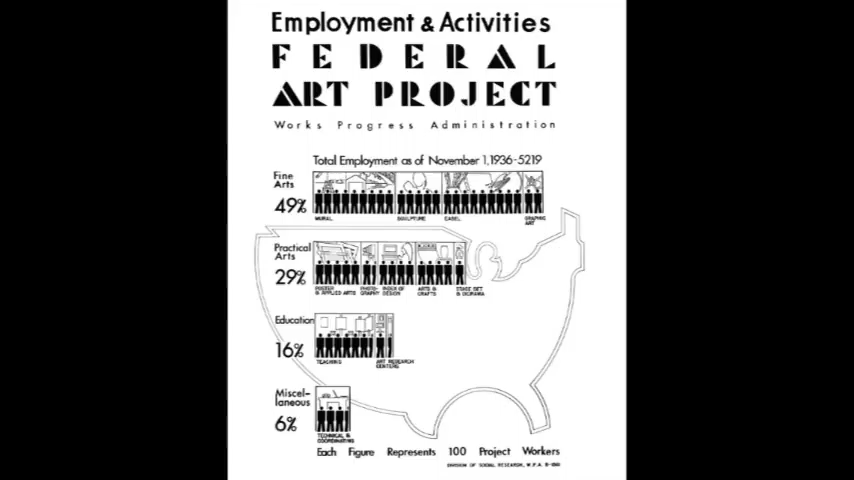 Employment & Activities
FEDERAL
ART PROJECT
Works Progress Administration
Total Employment as of November 1, 1936-5219
Fine
Arts
49%
MURAL
SCULPTURE
EASEL
GRAPHIC
ART
Practical
Arts
29%
POSTER
& APPLIED ARTS
PHOTO-
GRAPHY
INDEX OF
DESIGN
ARTS &
CRAFTS
STAGE SET
& DIORAMA
Education
16%
TEACHING
ART RESEARCH
CENTERS
Miscel-
laneous
6%
TECHNICAL &
COORDINATING
Each Figure Represents 100 Project Workers
DIVISION OF SOCIAL RESEARCH, W.P.A.